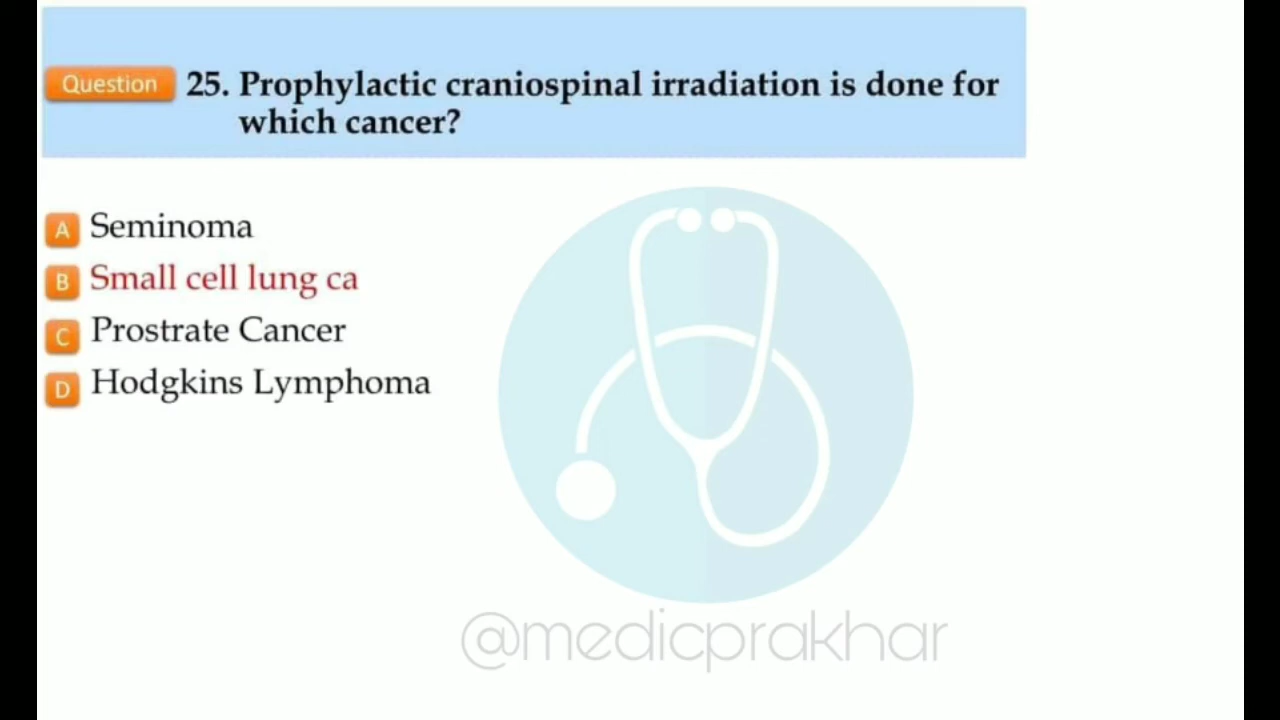 Question 25. Prophylactic craniospinal irradiation is done for
which cancer?
A Seminoma
B Small cell lung ca
C Prostrate Cancer
D Hodgkins Lymphoma
@medicprakhar